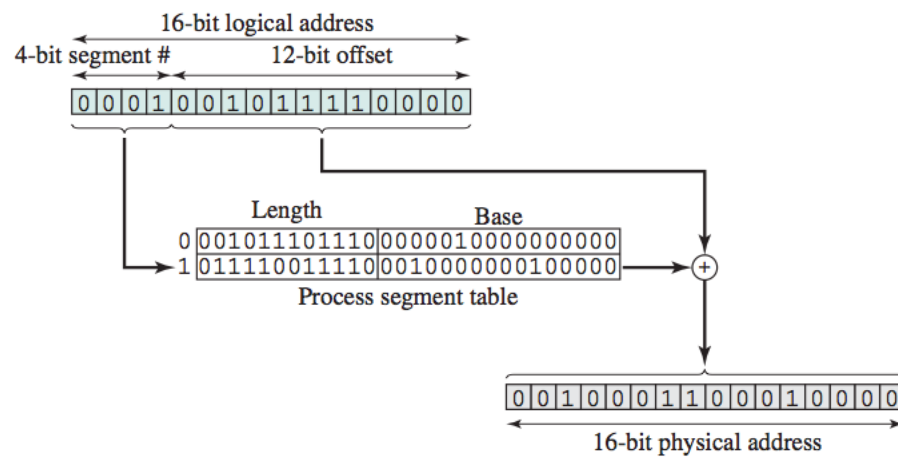 16-bit logical address
4-bit segment # 12-bit offset
0 0 0 1 0 0 1 0 1 1 1 1 0 0 0 0
Length Base
0 001011101110 0000010000000000
1 011110011110 0010000000100000
+
Process segment table
0 0 1 0 0 0 1 1 0 0 0 1 0 0 0 0
16-bit physical address